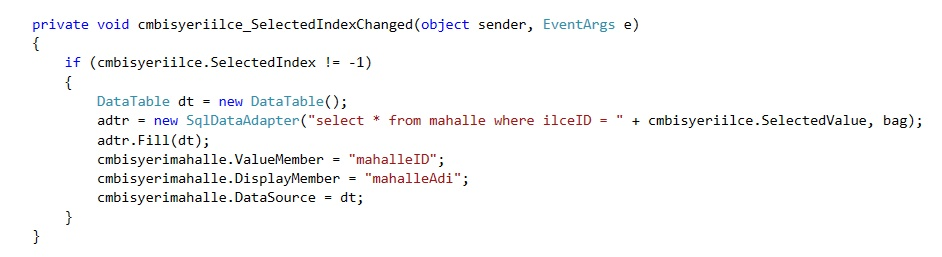 private void cmbisyeriilce_SelectedIndexChanged(object sender, EventArgs e)
{
    if (cmbisyeriilce.SelectedIndex != -1)
    {
        DataTable dt = new DataTable();
        adtr = new SqlDataAdapter("select * from mahalle where ilceID = " + cmbisyeriilce.SelectedValue, bag);
        adtr.Fill(dt);
        cmbisyerimahalle.ValueMember = "mahalleID";
        cmbisyerimahalle.DisplayMember = "mahalleAdi";
        cmbisyerimahalle.DataSource = dt;
    }
}